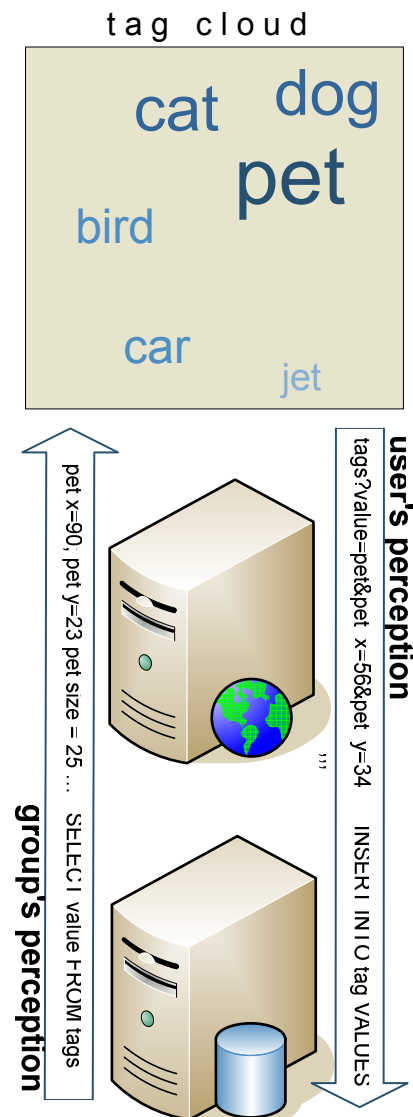 tag cloud
cat
dog
pet
bird
car
jet
user's perception
tags?value=pet&pet x=56&pet y=34
INSERT INTO tag VALUES
,,,
pet x=90; pet y=23 pet size = 25 ...
SELECT value FROM tags
group's perception